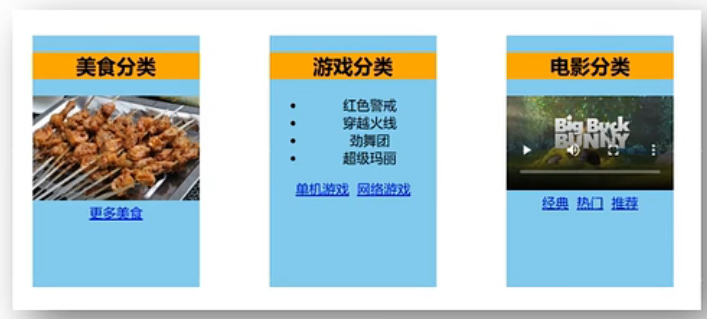 美食分类
更多美食
游戏分类
红色警戒
穿越火线
劲舞团
超级玛丽
单机游戏 网络游戏
电影分类
Big Buck
BUNNY
经典 热门 推荐